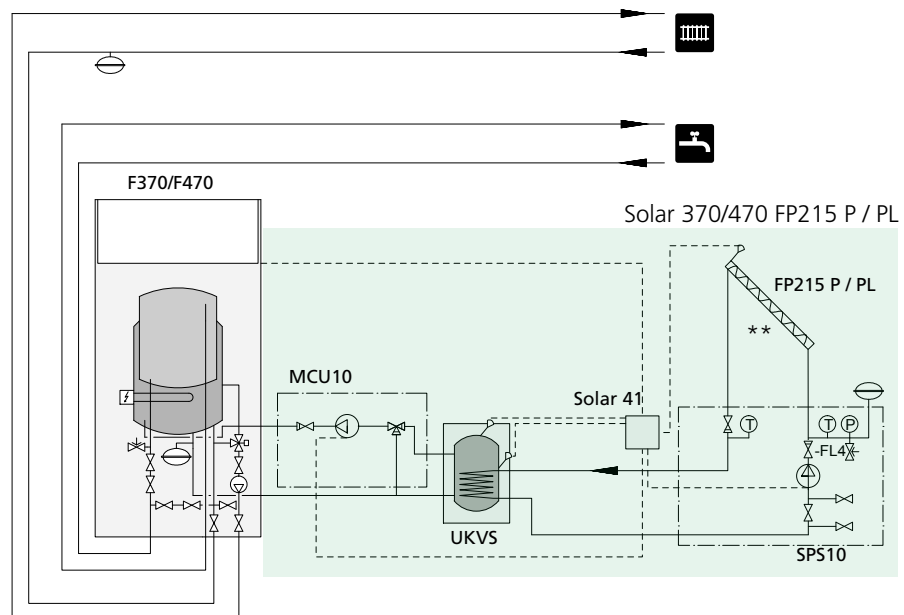 F370/F470
Solar 370/470 FP215 P / PL
FP215 P / PL
**
MCU10
Solar 41
T
T P
-FL4
UKVS
SPS10